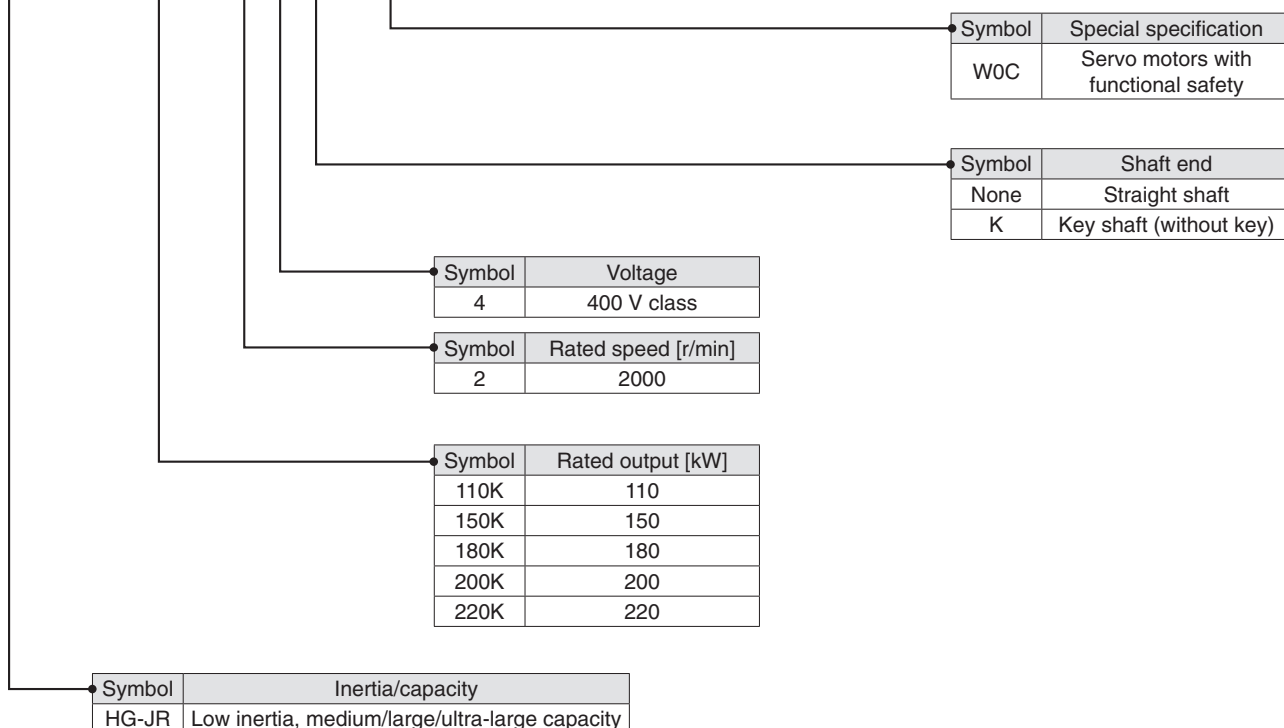 Symbol Special specification
W0C Servo motors with
functional safety
Symbol Shaft end
None Straight shaft
K Key shaft (without key)
Symbol Voltage
4 400 V class
Symbol Rated speed [r/min]
2 2000
Symbol Rated output [kW]
110K 110
150K 150
180K 180
200K 200
220K 220
Symbol Inertia/capacity
HG-JR Low inertia, medium/large/ultra-large capacity